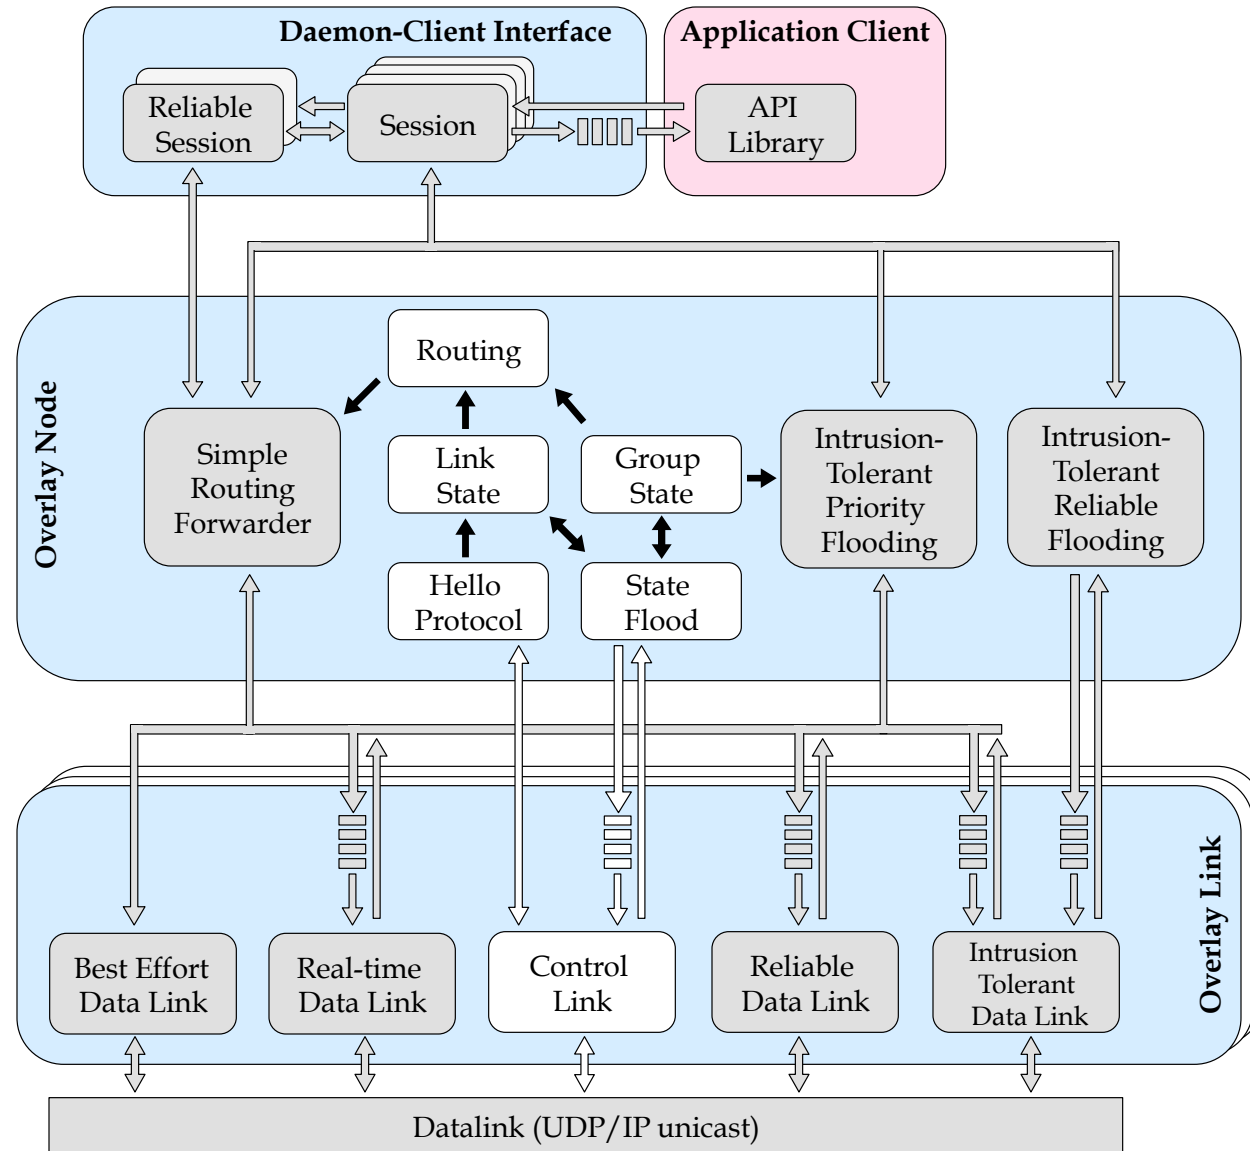 Daemon-Client Interface
Application Client
Reliable
Session
Session
API
Library
Overlay Node
Routing
Simple
Routing
Forwarder
Link
State
Group
State
Intrusion-
Tolerant
Priority
Flooding
Intrusion-
Tolerant
Reliable
Flooding
Hello
Protocol
State
Flood
Overlay Link
Best Effort
Data Link
Real-time
Data Link
Control
Link
Reliable
Data Link
Intrusion
Tolerant
Data Link
Datalink (UDP/IP unicast)